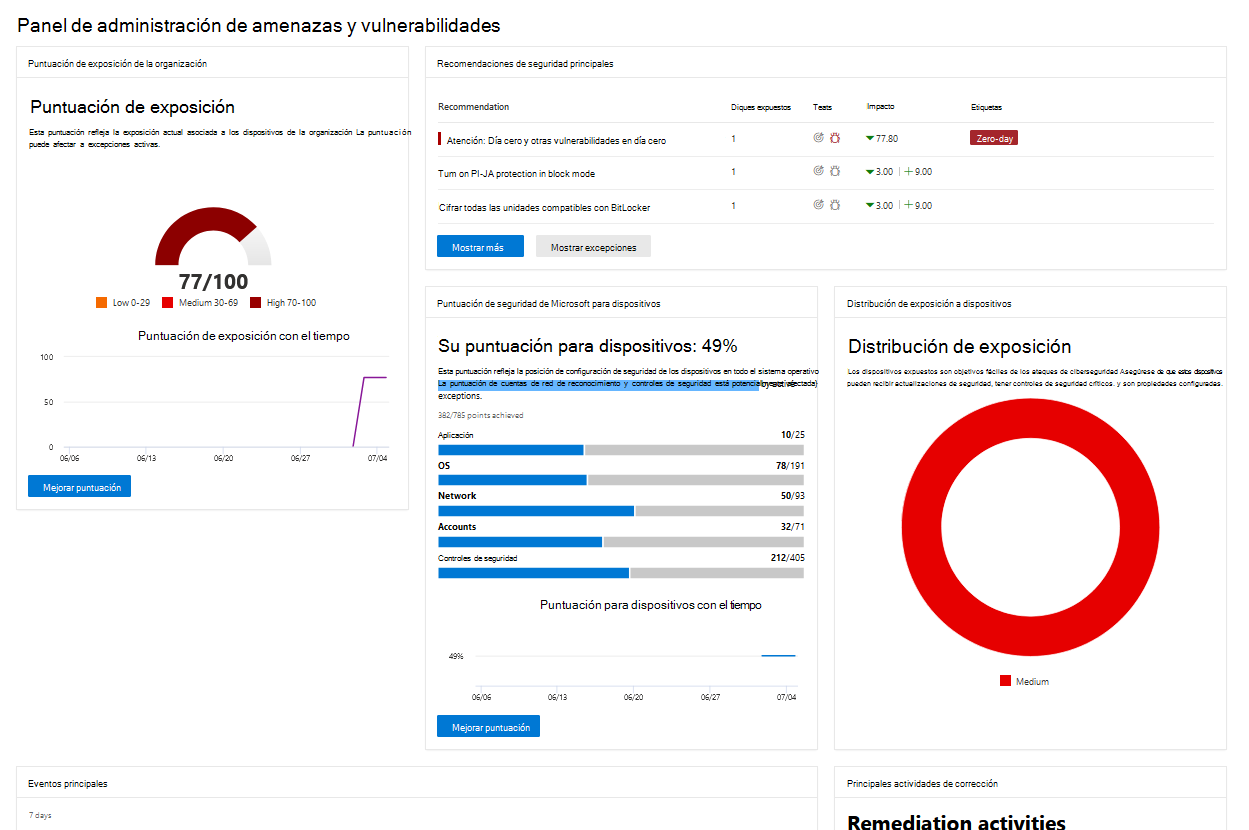 Panel de administración de amenazas y vulnerabilidades
Puntuación de exposición de la organización
Puntuación de exposición
Esta puntuación refleja la exposición actual asociada a los dispositivos de la organización La puntuación
puede afectar a excepciones activas.
77/100
Low 0-29 Medium 30-69 High 70-100
Puntuación de exposición con el tiempo
100
50
0
06/06 06/13 06/20 06/27 07/04
Mejorar puntuación
Recomendaciones de seguridad principales
Recommendation Diques expuestos Teats Impacto Etiquetas
Atención: Día cero y otras vulnerabilidades en día cero 1 77.80 Zero-day
Tum on PI-JA protection in block mode 1 3.00 | +9.00
Cifrar todas las unidades compatibles con BitLocker 1 3.00 | +9.00
Mostrar más Mostrar excepciones
Puntuación de seguridad de Microsoft para dispositivos
Su puntuación para dispositivos: 49%
Esta puntuación refleja la posición de configuración de seguridad de los dispositivos en todo el sistema operativo
La puntuación de cuentas de red de reconocimiento y controles de seguridad está
exceptions.
382/785 points achieved
Aplicación 10/25
OS 78/191
Network 50/93
Accounts 32/71
Controles de seguridad 212/405
Puntuación para dispositivos con el tiempo
49%
06/06 06/13 06/20 06/27 07/04
Mejorar puntuación
Distribución de exposición a dispositivos
Distribución de exposición
Los dispositivos expuestos son objetivos fáciles de los ataques de ciberseguridad Asegúrese de que estos dispositivos
pueden recibir actualizaciones de seguridad, tener controles de seguridad críticos, y son propiedades configuradas.
Medium
Eventos principales
7 days
Principales actividades de corrección
Remediation activities